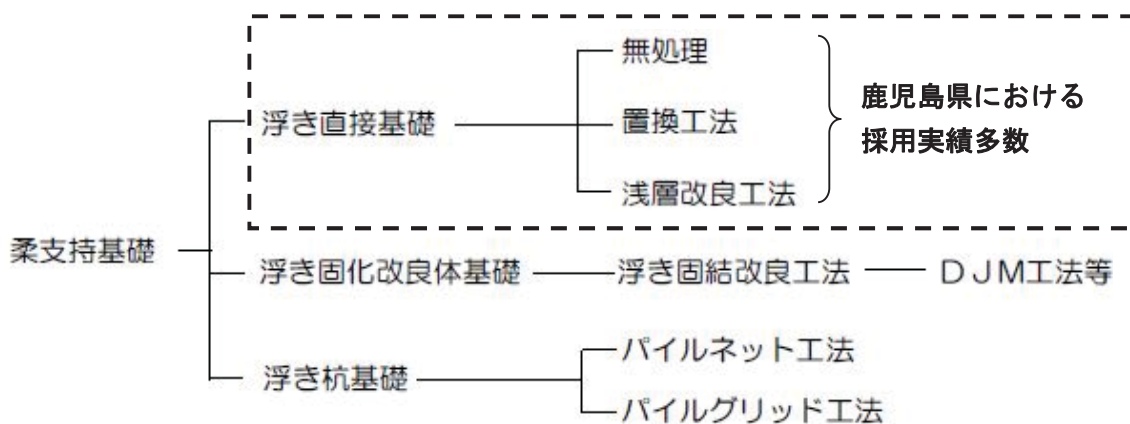 無処理
浮き直接基礎
置換工法
浅層改良工法
鹿児島県における
採用実績多数
柔支持基礎
浮き固化改良体基礎
浮き固結改良工法
ＤＪＭ工法等
浮き杭基礎
パイルネット工法
パイルグリッド工法